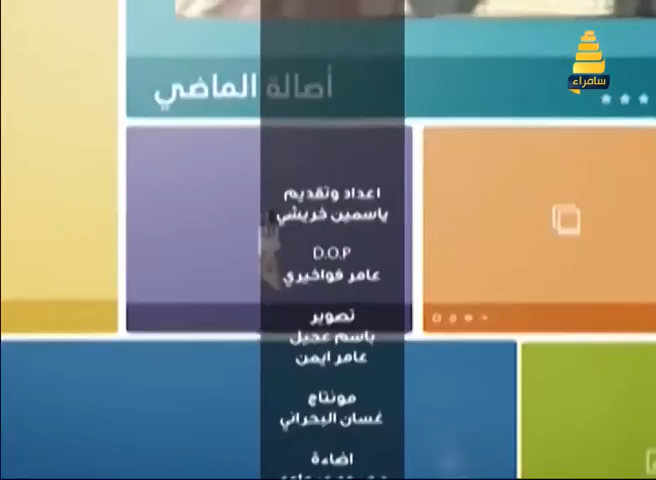 سامراء
أصالة الماضي
اعداد وتقديم
ياسمين خريشي
D.O.P
عامر فواخيري
تصوير
باسم عجيل
عامر ايمن
مونتاج
غسان البحراني
اضاءة